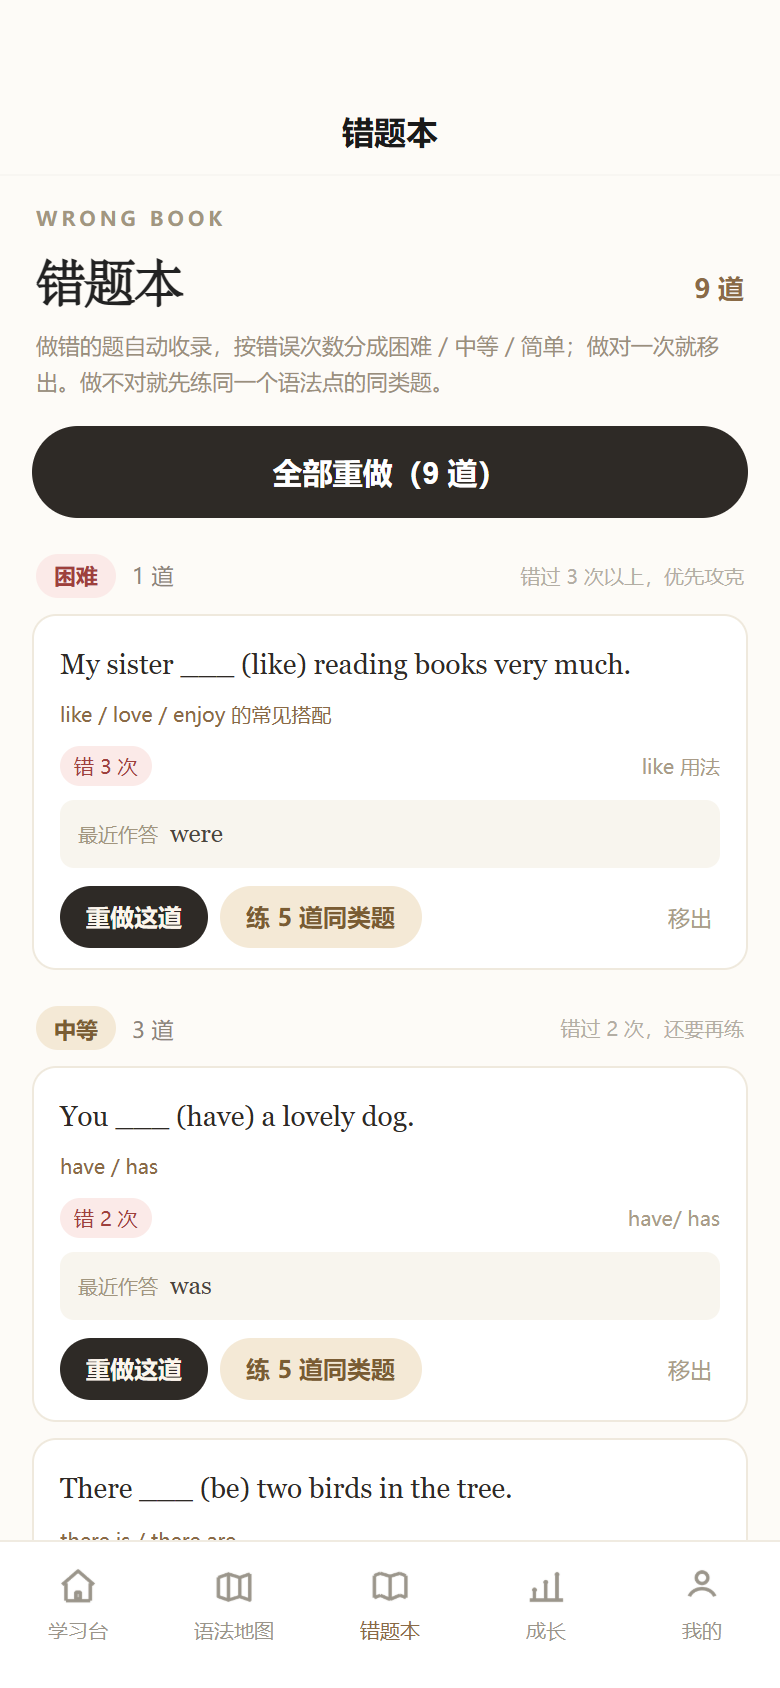 错题本
WRONG BOOK
错题本
9 道
做错的题自动收录，按错误次数分成困难 / 中等 / 简单；做对一次就移
出。做不对就先练同一个语法点的同类题。
全部重做（9 道）
困难 1 道 错过 3 次以上，优先攻克
My sister ___ (like) reading books very much.
like / love / enjoy 的常见搭配
错 3 次 like 用法
最近作答 were
重做这道 练 5 道同类题 移出
中等 3 道 错过 2 次，还要再练
You ___ (have) a lovely dog.
have / has
错 2 次 have/ has
最近作答 was
重做这道 练 5 道同类题 移出
There ___ (be) two birds in the tree.
there is / there are
学习台 语法地图 错题本 成长 我的